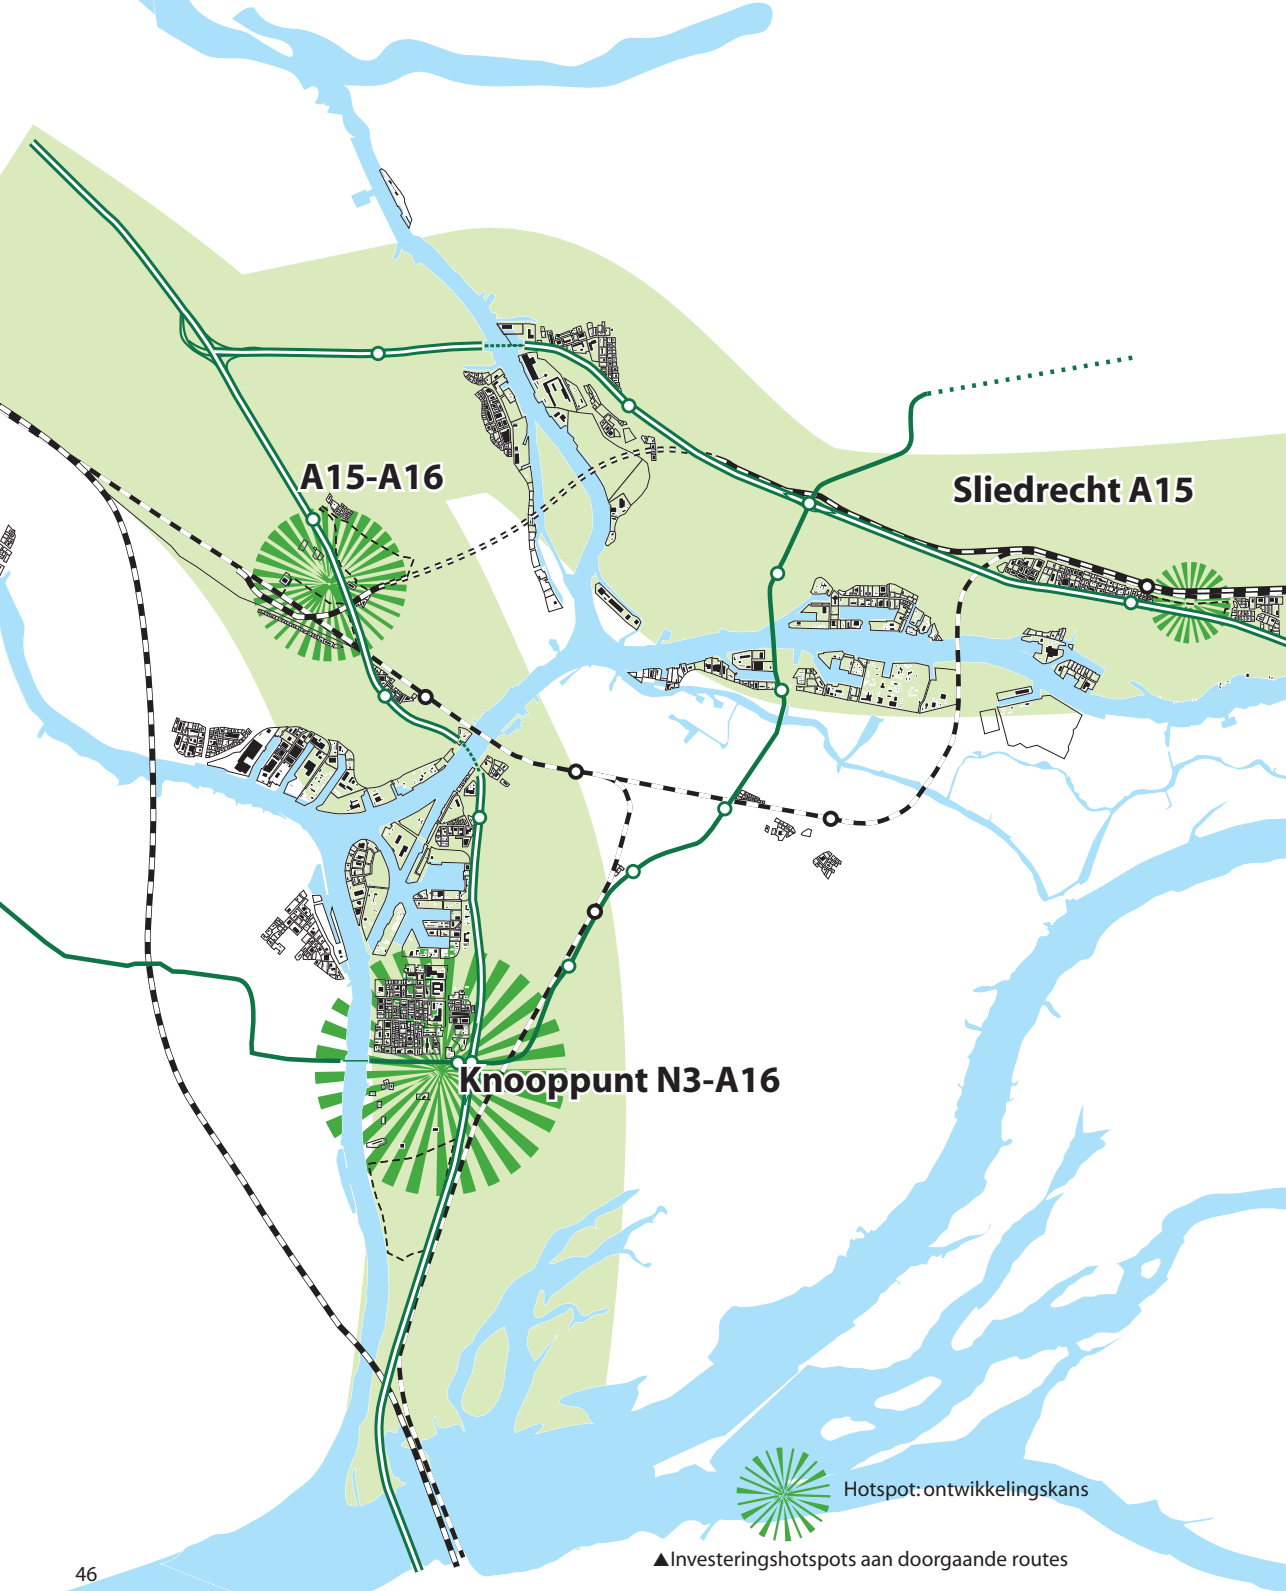 A15-A16
Sliedrecht A15
Knooppunt N3-A16
Hotspot: ontwikkelingskans
▲Investeringshotspots aan doorgaande routes
46